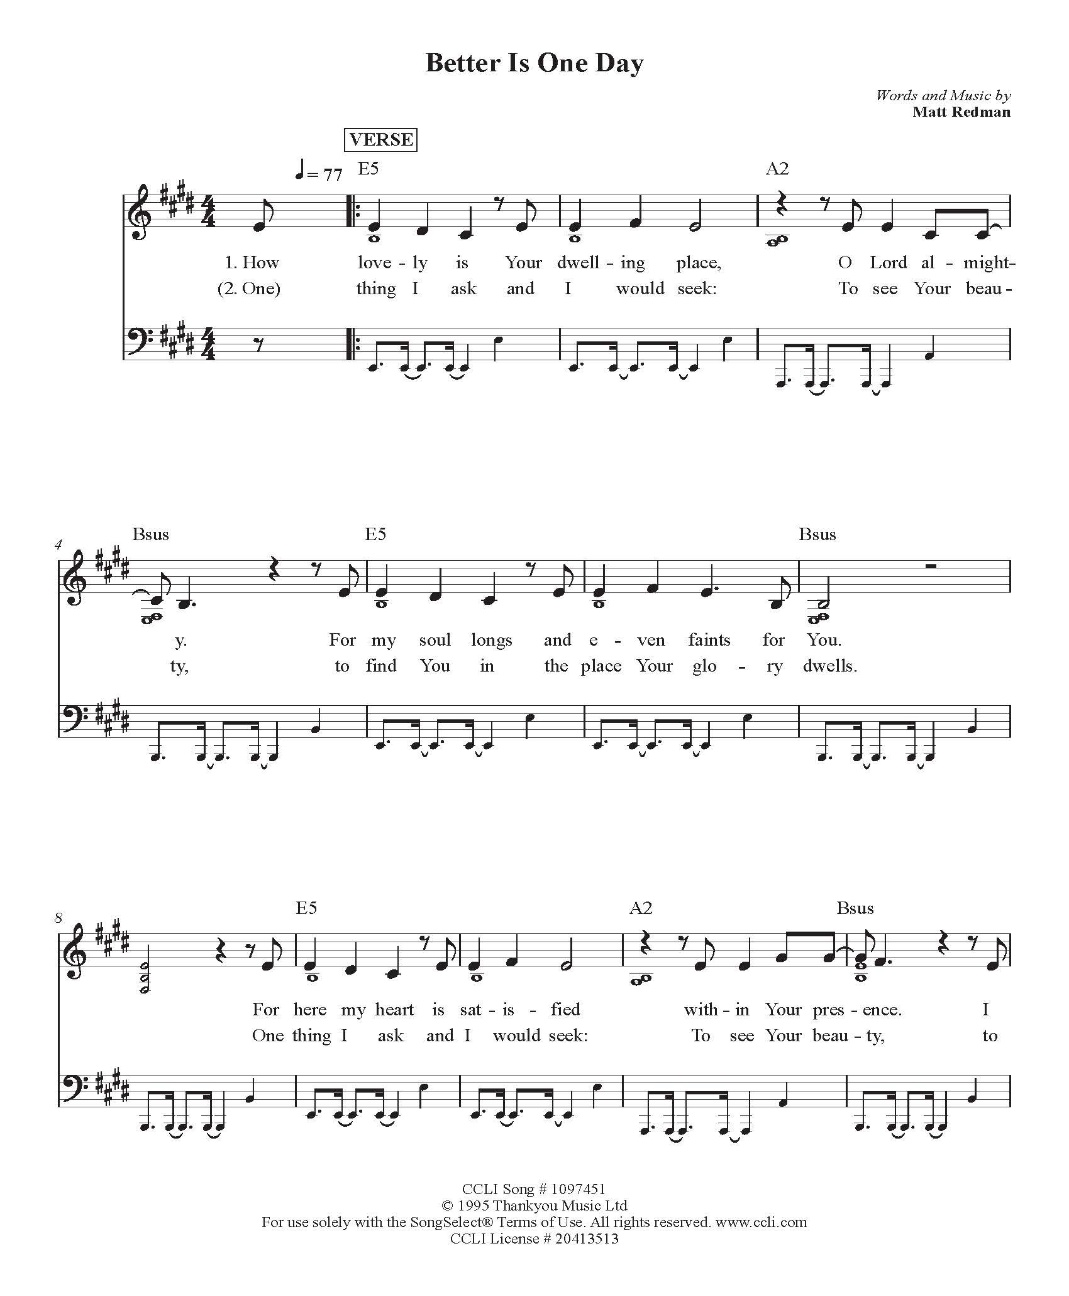 Better Is One Day
Words and Music by
Matt Redman
VERSE
♩ = 77 E5 A2
1. How love - ly is Your dwell - ing place, O Lord al - might-
(2. One) thing I ask and I would seek: To see Your beau -
4
Bsus E5 Bsus
y. For my soul longs and e - ven faints for You.
ty, to find You in the place Your glo - ry dwells.
8
E5 A2 Bsus
For here my heart is sat - is - fied with - in Your pres - ence. I
One thing I ask and I would seek: To see Your beau - ty, to
CCLI Song # 1097451
© 1995 Thankyou Music Ltd
For use solely with the SongSelect® Terms of Use. All rights reserved. www.ccli.com
CCLI License # 20413513